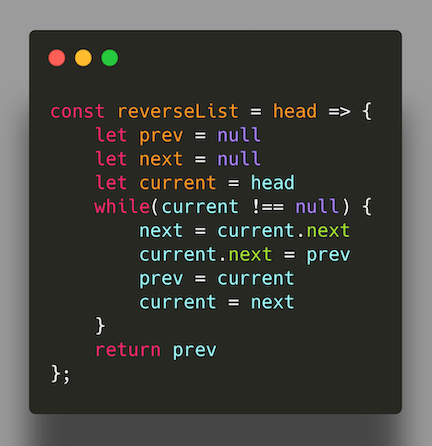 const reverseList = head => {
    let prev = null
    let next = null
    let current = head
    while(current !== null) {
        next = current.next
        current.next = prev
        prev = current
        current = next
    }
    return prev
};